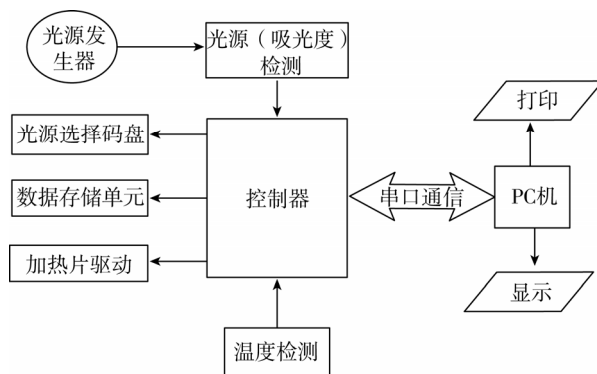 光源发
生器
光源（吸光度）
检测
打印
光源选择码盘
数据存储单元
控制器
串口通信
PC机
加热片驱动
显示
温度检测